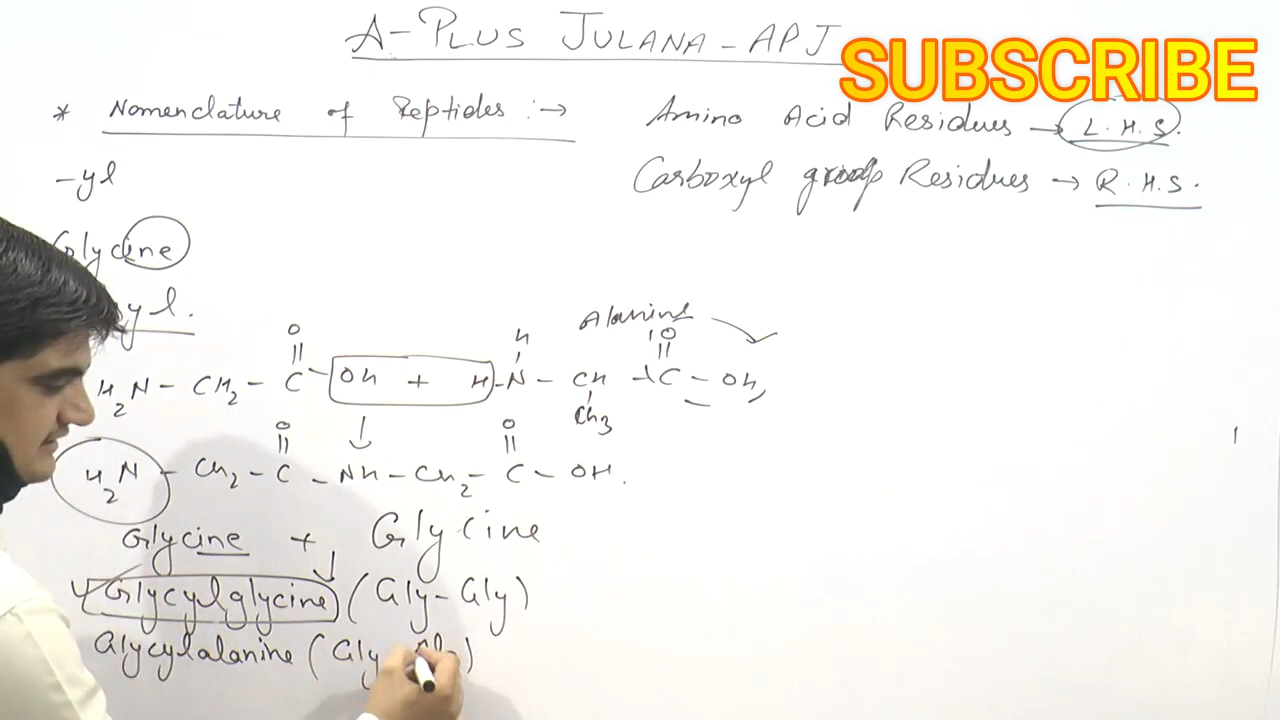 A-PLUS JULANA-APJ
SUBSCRIBE
* Nomenclature of Peptides :→
Amino Acid Residues → L.H.S.
-yl
Carboxyl group Residues → R.H.S.
Glycine
yl.
Alanine
O H O
H2N - CH2 - C - OH + H-N - CH - C - OH,
CH3
O O
H2N - CH2 - C - NH - CH2 - C - OH.
Glycine + Glycine
Glycylglycine (Gly-Gly)
Glycylalanine (Gly